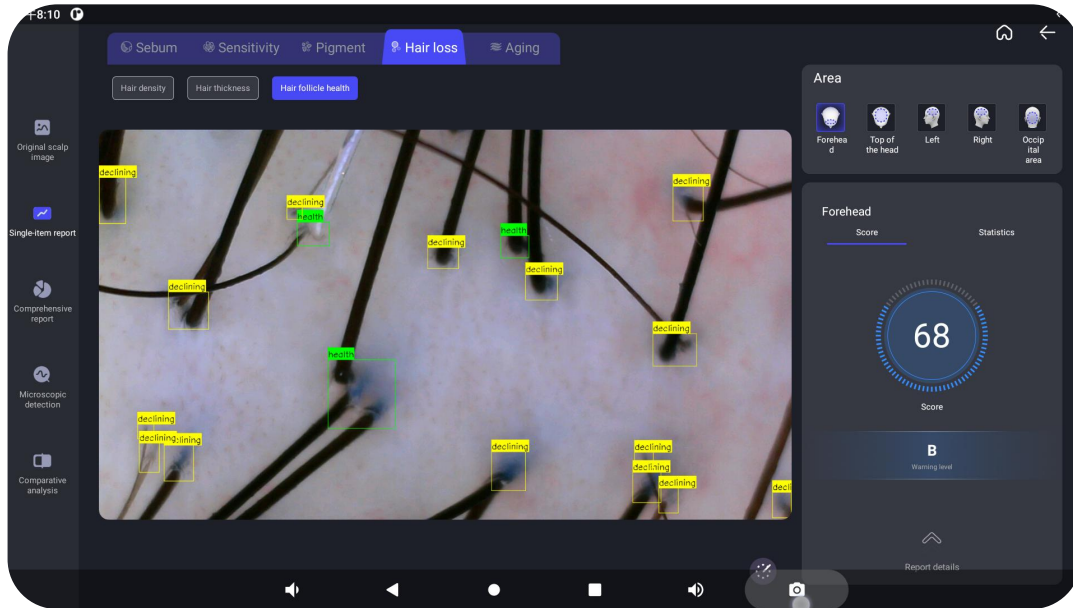 8:10
Sebum
Sensitivity
Pigment
Hair loss
Aging
Hair density
Hair thickness
Hair follicle health
Original scalp
image
Single-item report
Comprehensive
report
Microscopic
detection
Comparative
analysis
declining
declining
health
declining
health
declining
declining
declining
declining
health
declining
declining
declining
lining
declining
declining
declining
declining
decli
Area
Forehea
d
Top of
the head
Left
Right
Occip
ital
area
Forehead
Score
Statistics
68
Score
B
Warning level
Report details